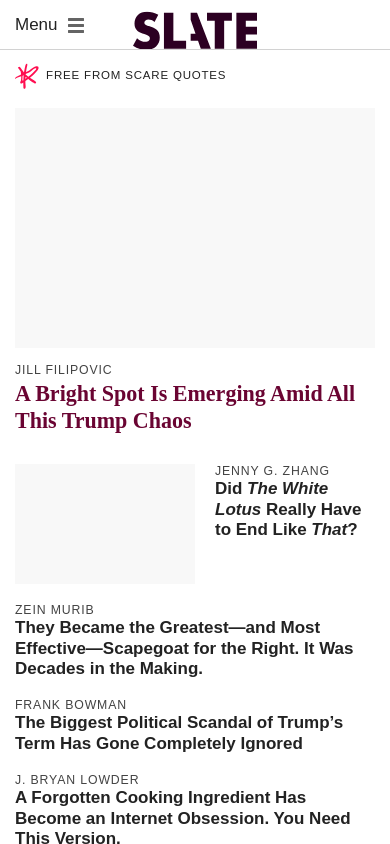 Menu
SLATE
FREE FROM SCARE QUOTES
JILL FILIPOVIC
A Bright Spot Is Emerging Amid All
This Trump Chaos
JENNY G. ZHANG
Did The White
Lotus Really Have
to End Like That?
ZEIN MURIB
They Became the Greatest—and Most
Effective—Scapegoat for the Right. It Was
Decades in the Making.
FRANK BOWMAN
The Biggest Political Scandal of Trump’s
Term Has Gone Completely Ignored
J. BRYAN LOWDER
A Forgotten Cooking Ingredient Has
Become an Internet Obsession. You Need
This Version.